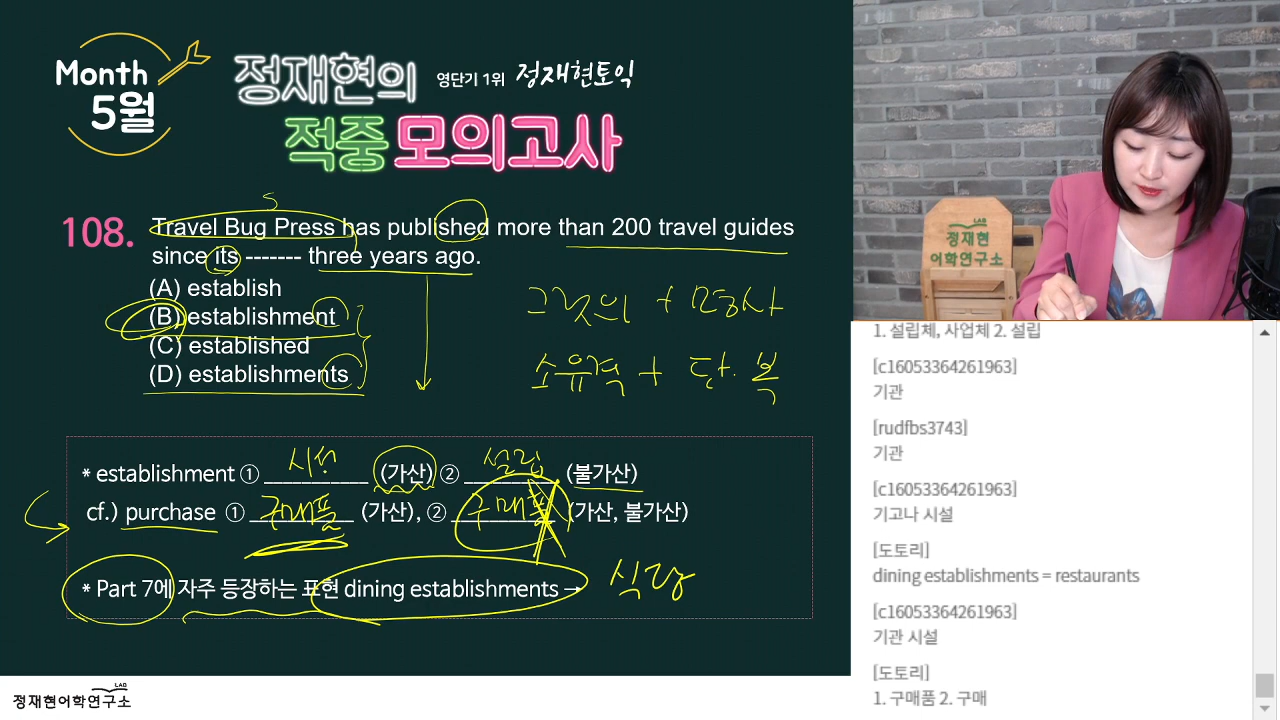 Month
5월
정재현의
영단기 1위 정재현토익
적중 모의고사
108. Travel Bug Press has published more than 200 travel guides
since its ------- three years ago.
(A) establish
(B) establishment
(C) established
(D) establishments
S
그것의 + 명사
소유격 + 단·복
* establishment ① 시설 (가산) ② 설립 (불가산)
cf.) purchase ① 구매품 (가산), ② 구매품 (가산, 불가산)
* Part 7에 자주 등장하는 표현 dining establishments → 식당
LAB
정재현어학연구소
LAB
정재현
어학연구소
1. 설립체, 사업체 2. 설립
[c16053364261963]
기관
[rudfbs3743]
기관
[c16053364261963]
기고나 시설
[도토리]
dining establishments = restaurants
[c16053364261963]
기관 시설
[도토리]
1. 구매품 2. 구매